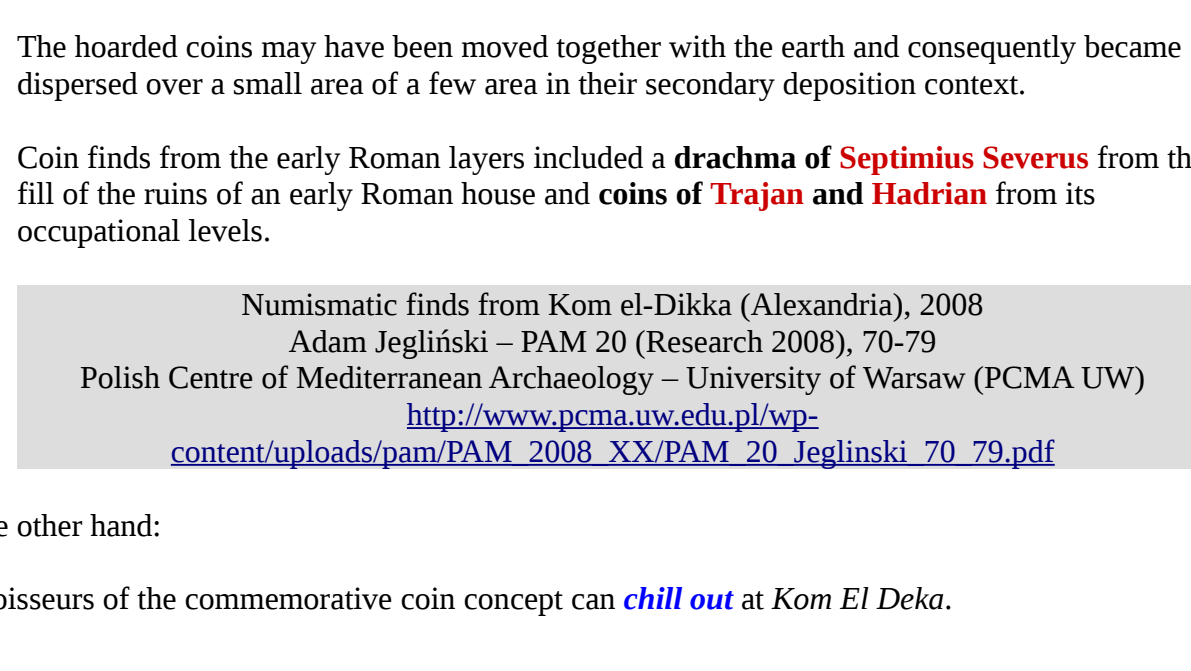 The hoarded coins may have been moved together with the earth and consequently became
dispersed over a small area of a few area in their secondary deposition context.
Coin finds from the early Roman layers included a drachma of Septimius Severus from th
fill of the ruins of an early Roman house and coins of Trajan and Hadrian from its
occupational levels.
Numismatic finds from Kom el-Dikka (Alexandria), 2008
Adam Jegliński – PAM 20 (Research 2008), 70-79
Polish Centre of Mediterranean Archaeology – University of Warsaw (PCMA UW)
http://www.pcma.uw.edu.pl/wp-
content/uploads/pam/PAM_2008_XX/PAM_20_Jeglinski_70_79.pdf
e other hand:
oisseurs of the commemorative coin concept can chill out at Kom El Deka.